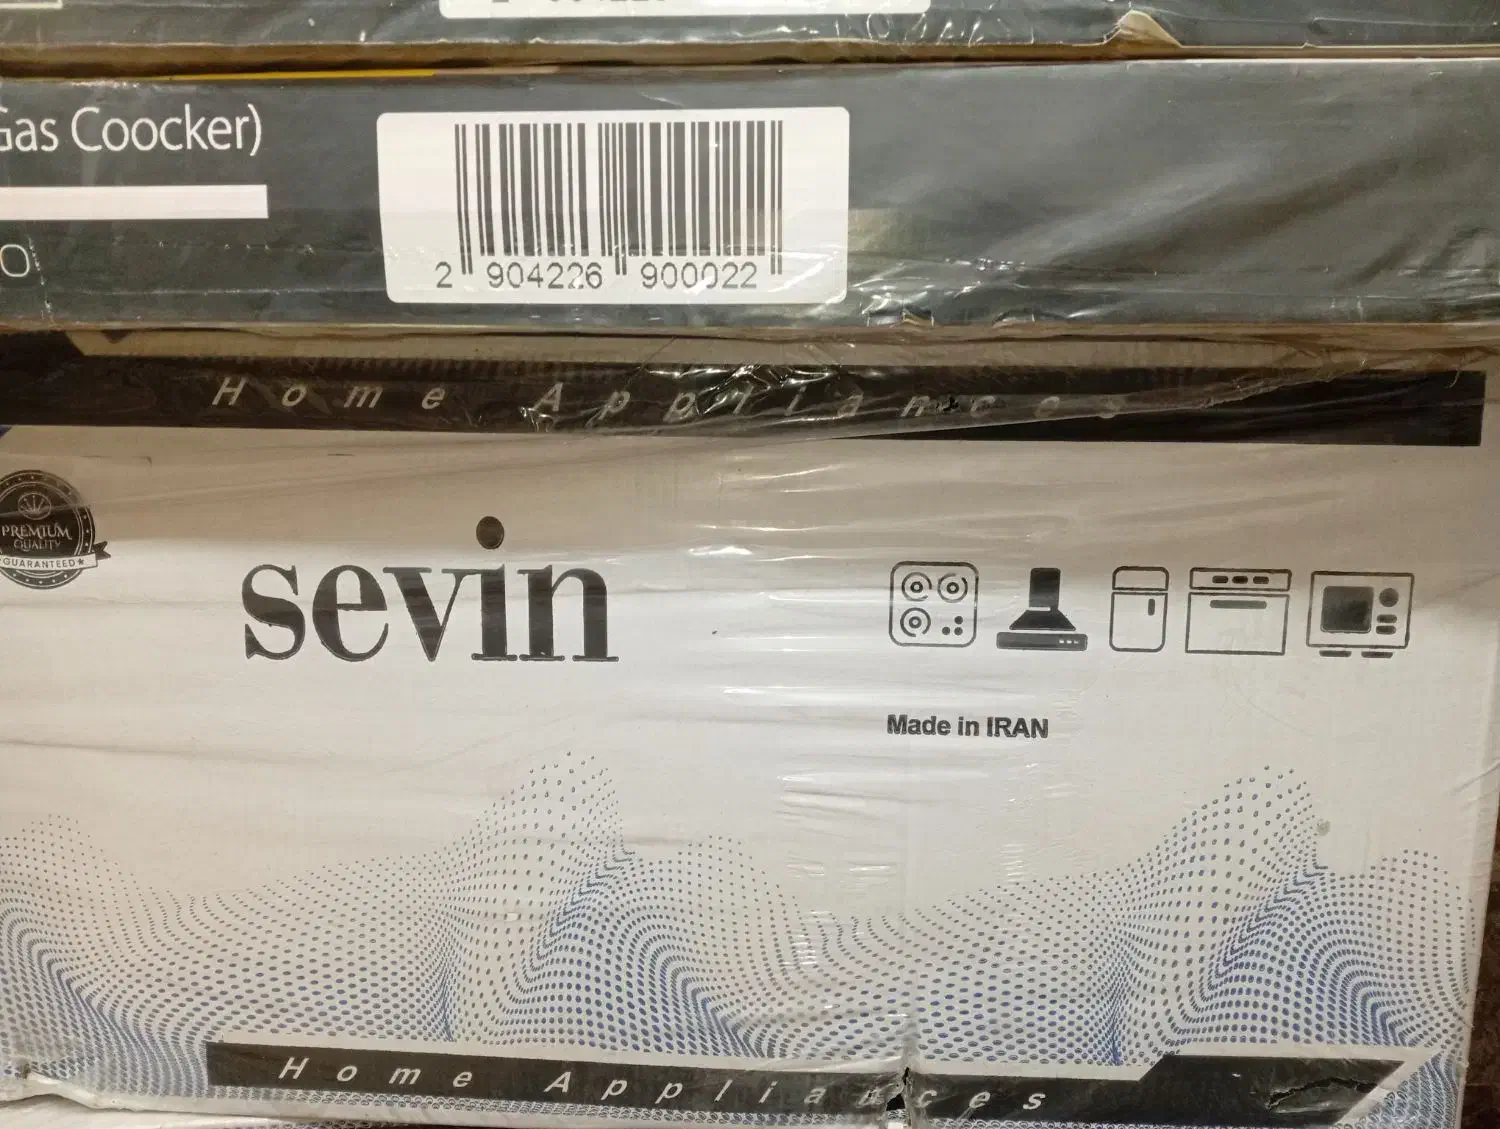 Gas Coocker)
2 904226 900022
Home Appliances
PREMIUM
QUALITY
GUARANTEED
sevin
Made in IRAN
Home Appliances